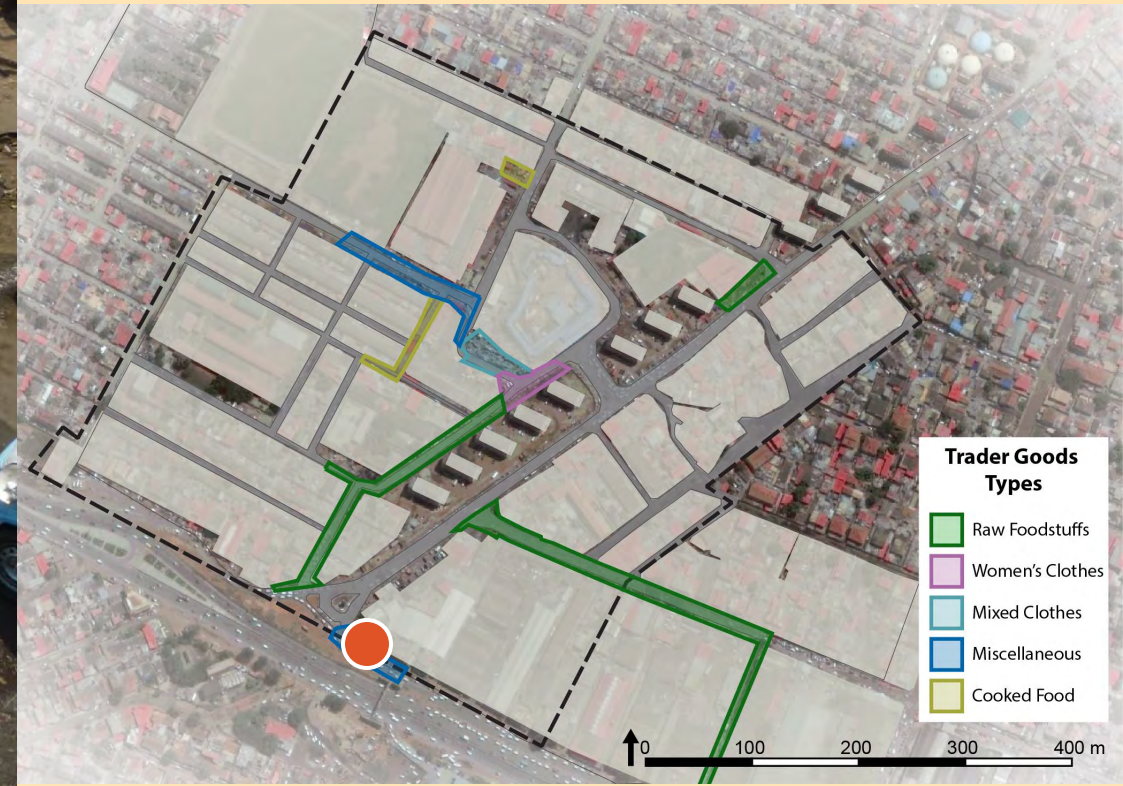 Trader Goods
Types
Raw Foodstuffs
Women's Clothes
Mixed Clothes
Miscellaneous
Cooked Food
0 100 200 300 400 m